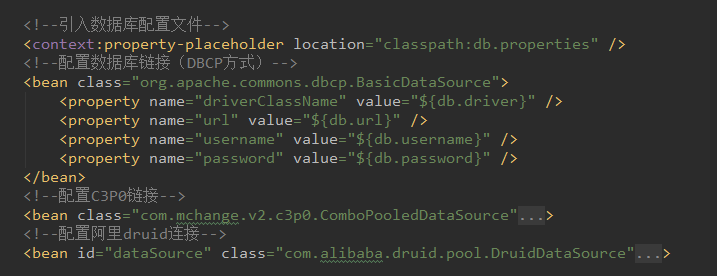 <!--引入数据库配置文件-->
<context:property-placeholder location="classpath:db.properties" />
<!--配置数据库链接（DBCP方式）-->
<bean class="org.apache.commons.dbcp.BasicDataSource">
    <property name="driverClassName" value="${db.driver}" />
    <property name="url" value="${db.url}" />
    <property name="username" value="${db.username}" />
    <property name="password" value="${db.password}" />
</bean>
<!--配置C3P0链接-->
<bean class="com.mchange.v2.c3p0.ComboPooledDataSource"...>
<!--配置阿里druid连接-->
<bean id="dataSource" class="com.alibaba.druid.pool.DruidDataSource"...>